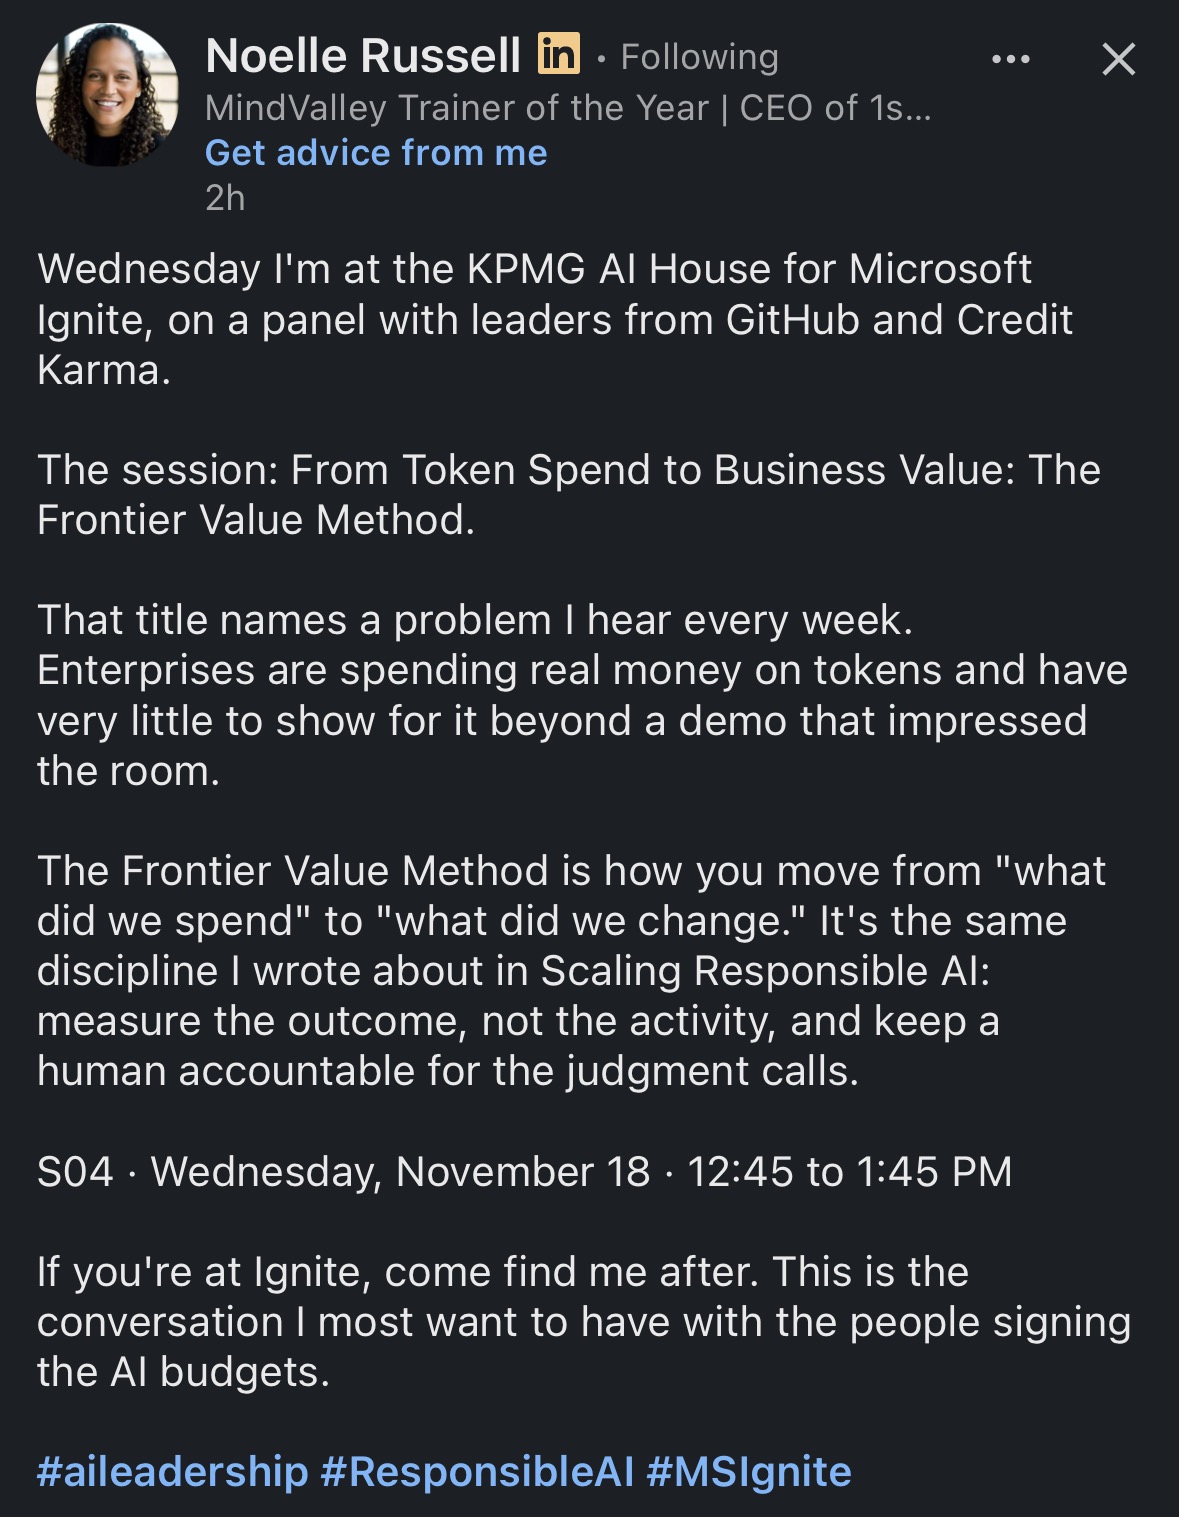 Noelle Russell in • Following
MindValley Trainer of the Year | CEO of 1s...
Get advice from me
2h
Wednesday I'm at the KPMG AI House for Microsoft
Ignite, on a panel with leaders from GitHub and Credit
Karma.
The session: From Token Spend to Business Value: The
Frontier Value Method.
That title names a problem I hear every week.
Enterprises are spending real money on tokens and have
very little to show for it beyond a demo that impressed
the room.
The Frontier Value Method is how you move from "what
did we spend" to "what did we change." It's the same
discipline I wrote about in Scaling Responsible AI:
measure the outcome, not the activity, and keep a
human accountable for the judgment calls.
S04 · Wednesday, November 18 · 12:45 to 1:45 PM
If you're at Ignite, come find me after. This is the
conversation I most want to have with the people signing
the AI budgets.
#aileadership #ResponsibleAI #MSIgnite